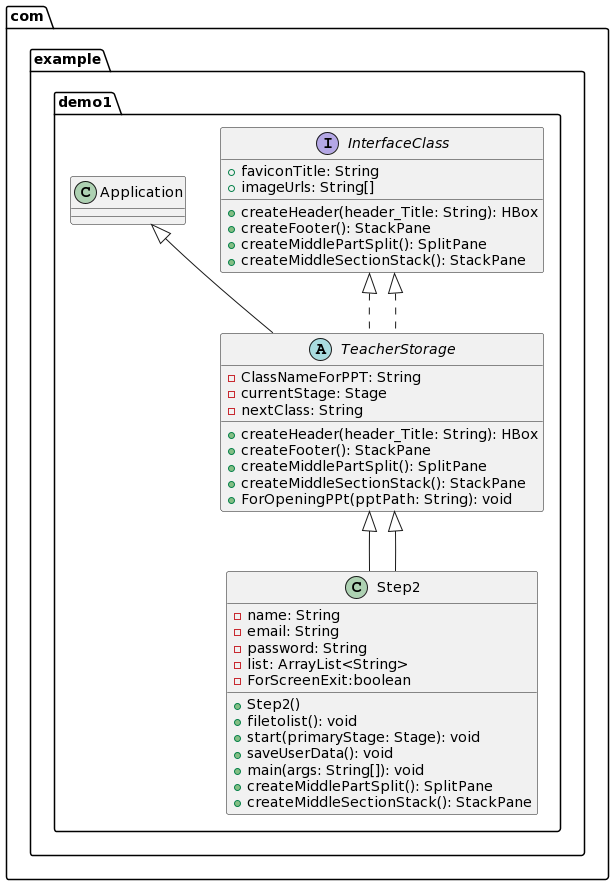 com
example
demo1
I InterfaceClass
faviconTitle: String
imageUrls: String[]
createHeader(header_Title: String): HBox
createFooter(): StackPane
createMiddlePartSplit(): SplitPane
createMiddleSectionStack(): StackPane
C Application
A TeacherStorage
ClassNameForPPT: String
currentStage: Stage
nextClass: String
createHeader(header_Title: String): HBox
createFooter(): StackPane
createMiddlePartSplit(): SplitPane
createMiddleSectionStack(): StackPane
ForOpeningPPt(pptPath: String): void
C Step2
name: String
email: String
password: String
list: ArrayList<String>
ForScreenExit:boolean
Step2()
filetolist(): void
start(primaryStage: Stage): void
saveUserData(): void
main(args: String[]): void
createMiddlePartSplit(): SplitPane
createMiddleSectionStack(): StackPane